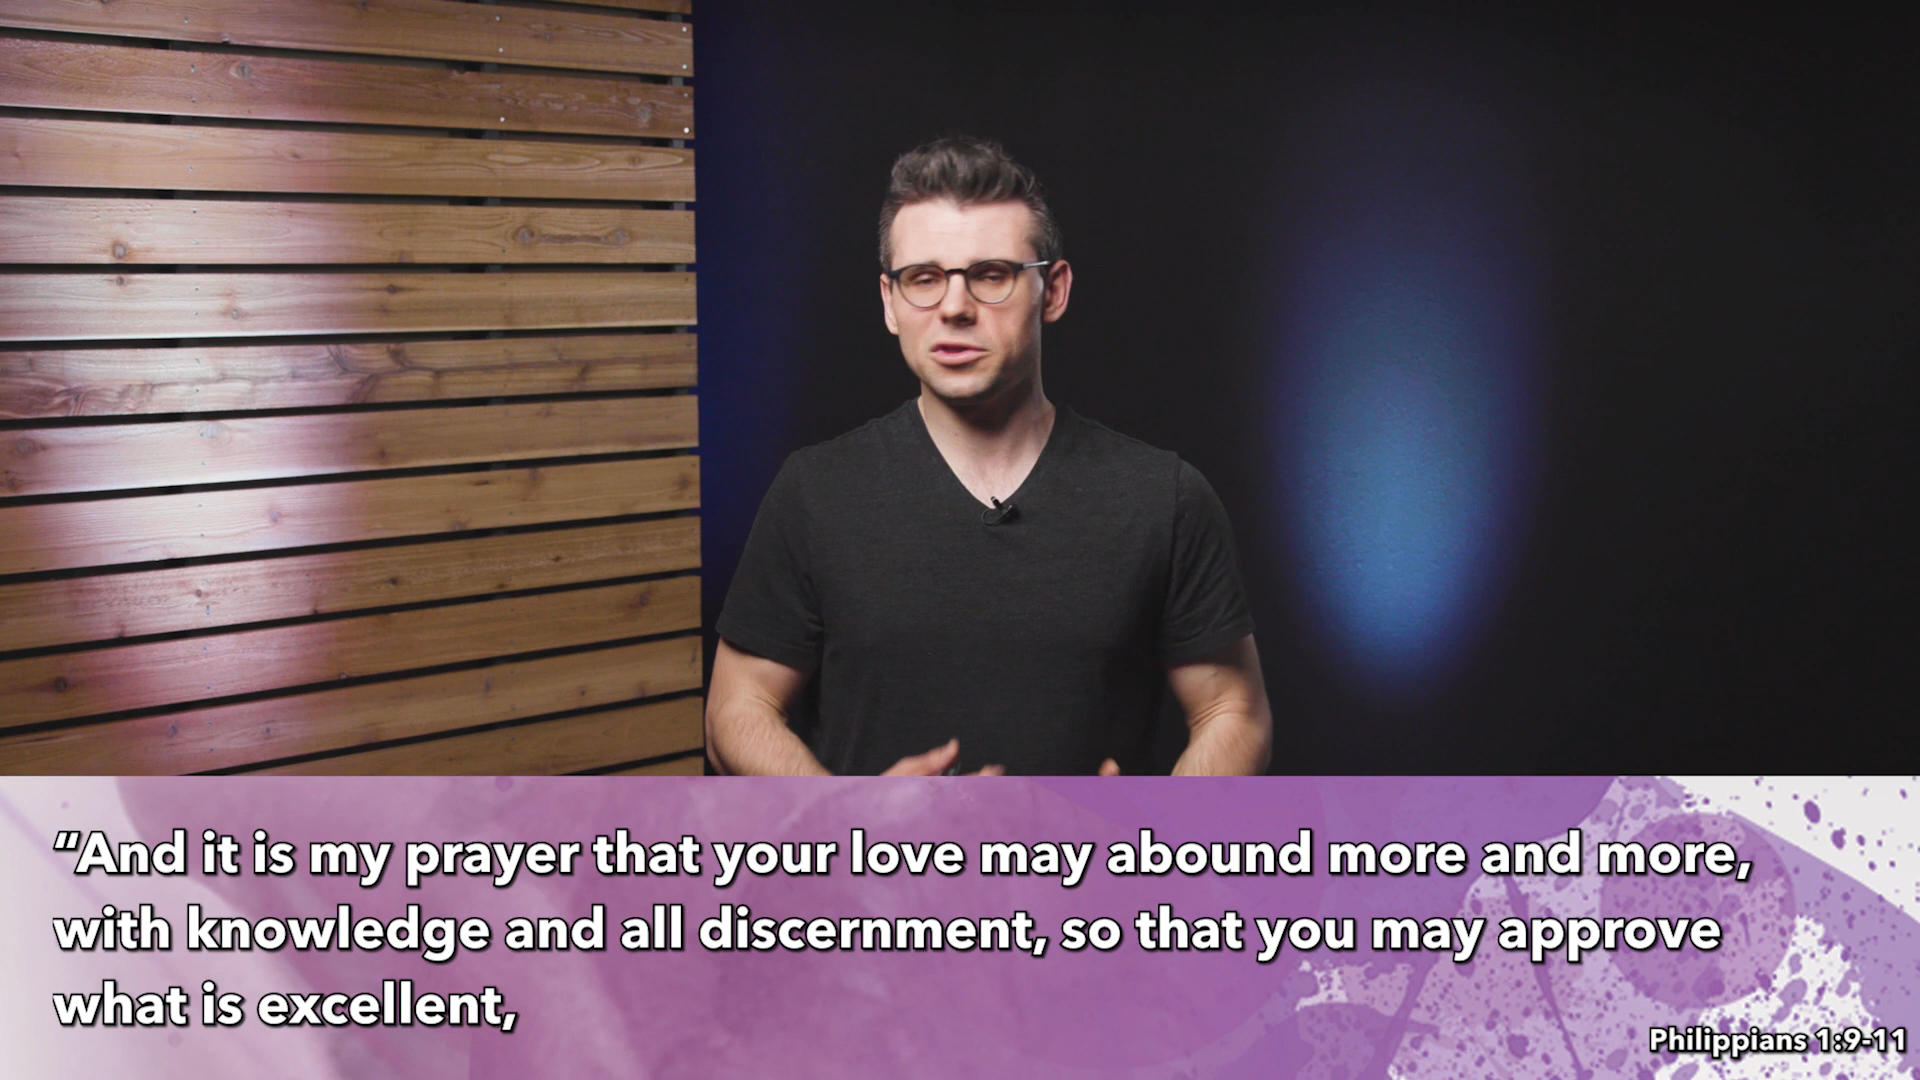 “And it is my prayer that your love may abound more and more,
with knowledge and all discernment, so that you may approve
what is excellent,
Philippians 1:9-11